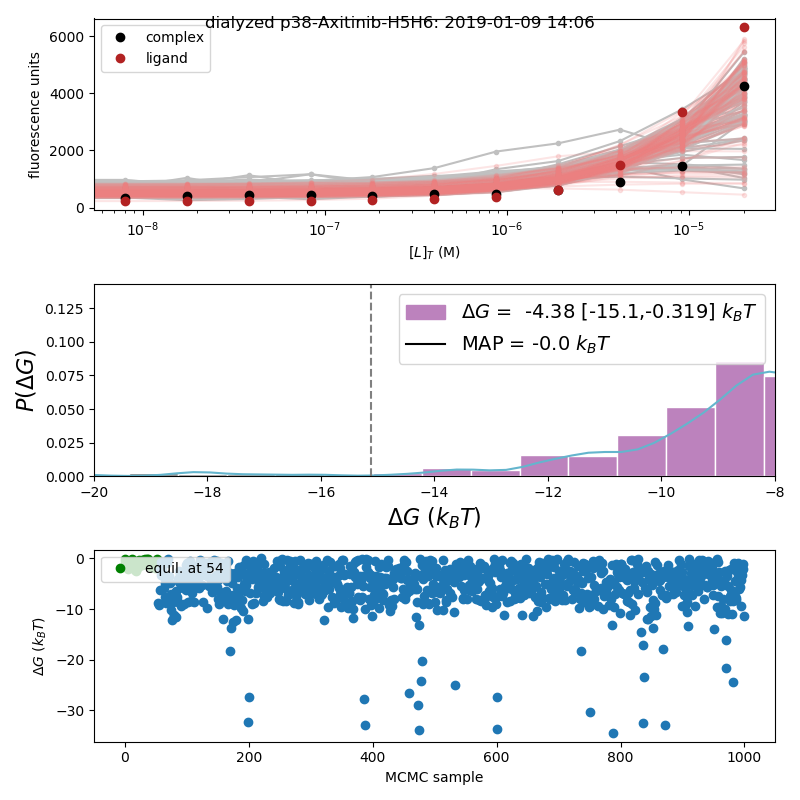 dialyzed p38-Axitinib-H5H6: 2019-01-09 14:06
complex
ligand
fluorescence units
6000
4000
2000
0
10⁻⁸ 10⁻⁷ 10⁻⁶ 10⁻⁵
[L]_T (M)
ΔG = -4.38 [-15.1,-0.319] k_BT
MAP = -0.0 k_BT
P(ΔG)
0.125
0.100
0.075
0.050
0.025
0.000
−20 −18 −16 −14 −12 −10 −8
ΔG (k_BT)
equil. at 54
ΔG (k_BT)
0
−10
−20
−30
0 200 400 600 800 1000
MCMC sample